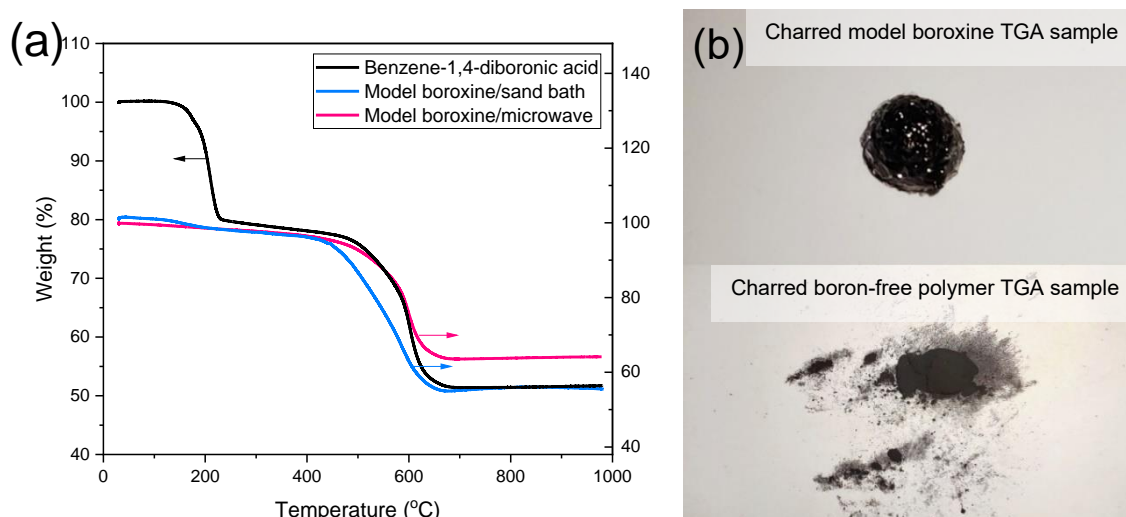 (a)
110
100
90
80
70
60
50
40
Weight (%)
Benzene-1,4-diboronic acid
Model boroxine/sand bath
Model boroxine/microwave
140
120
100
80
60
40
0
200
400
600
800
1000
Temperature (°C)
(b)
Charred model boroxine TGA sample
Charred boron-free polymer TGA sample